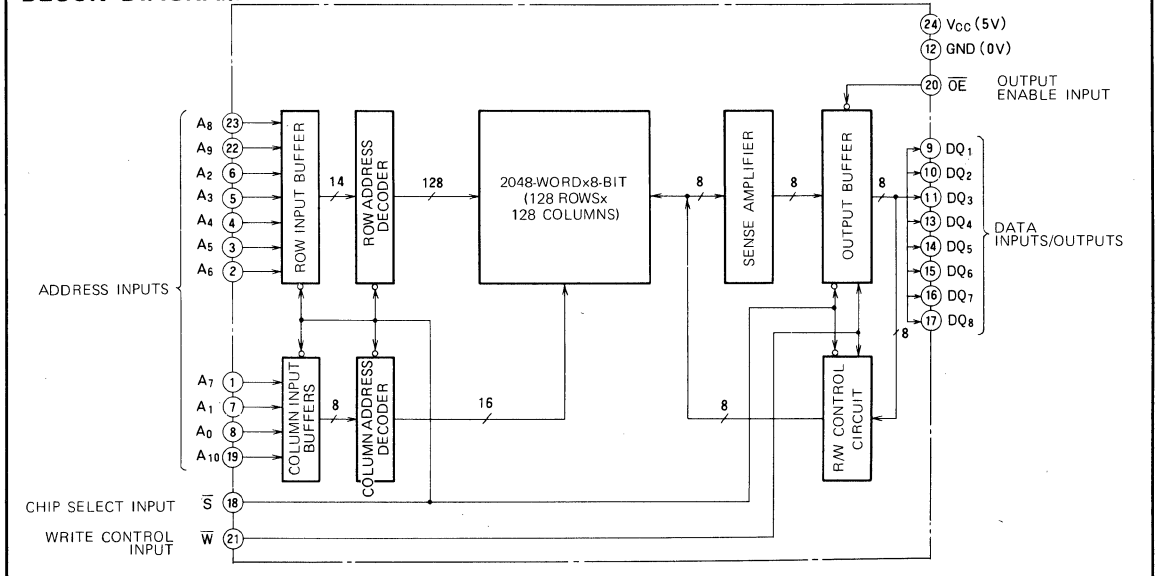 BLOCK DIAGRAM
24 VCC (5V)
12 GND (0V)
20 OE OUTPUT
ENABLE INPUT
A8 23
A9 22
A2 6
A3 5
A4 4
A5 3
A6 2
ADDRESS INPUTS
A7 1
A1 7
A0 8
A10 19
ROW INPUT BUFFER
14
ROW ADDRESS
DECODER
128
2048-WORDx8-BIT
(128 ROWSx
128 COLUMNS)
8
SENSE AMPLIFIER
8
OUTPUT BUFFER
8
9 DQ1
10 DQ2
11 DQ3
13 DQ4
14 DQ5
15 DQ6
16 DQ7
17 DQ8
DATA
INPUTS/OUTPUTS
COLUMN INPUT
BUFFERS
8
COLUMN ADDRESS
DECODER
16
8
R/W CONTROL
CIRCUIT
8
CHIP SELECT INPUT S 18
WRITE CONTROL
INPUT W 21